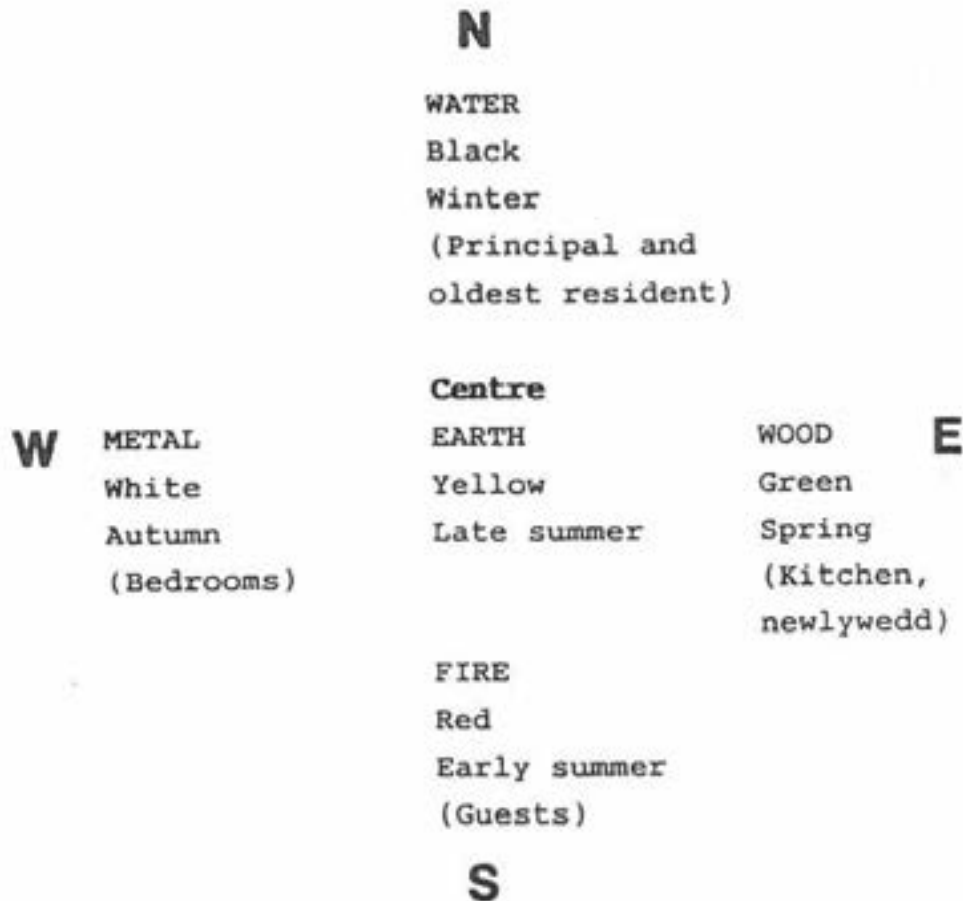 N
WATER
Black
Winter
(Principal and
oldest resident)
Centre
W METAL EARTH WOOD E
White Yellow Green
Autumn Late summer Spring
(Bedrooms) (Kitchen,
newlywedd)
FIRE
Red
Early summer
(Guests)
S